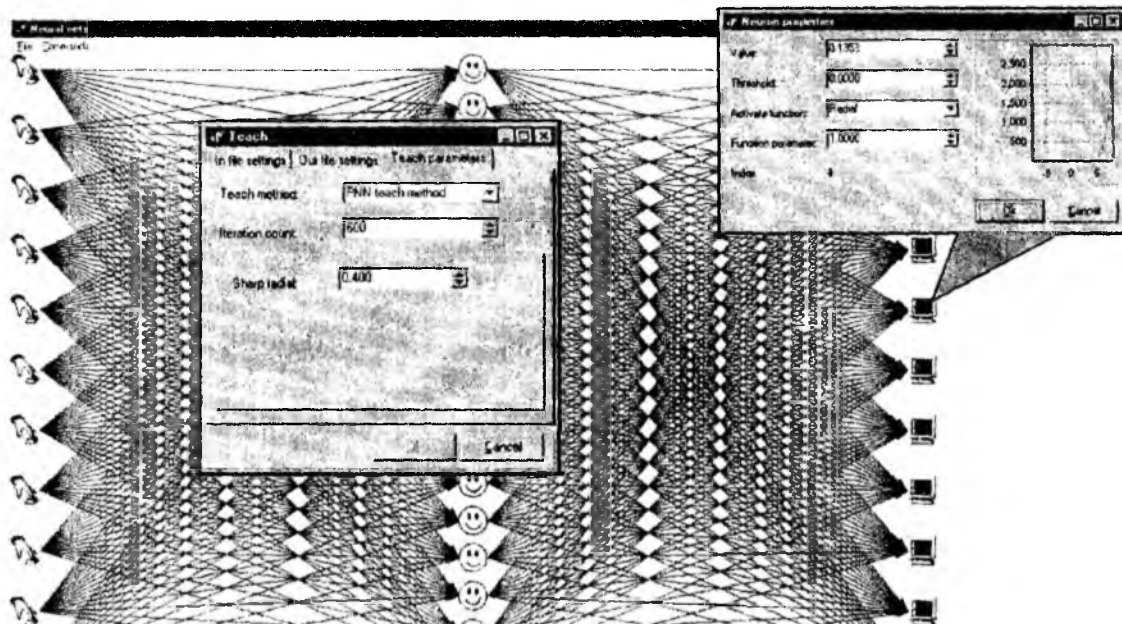 Neural nets
File Commands
Teach
In file settings Out file settings Teach parameters
Teach method: PNN teach method
Iteration count: 600
Sharp radial: 0.400
Cancel
Neuron properties
Value: 0.1353
Threshold: 0.0000
Activate function: Radial
Function parameter: 1.0000
Index
2,500
2,000
1,500
1,000
500
-5 0 5
Ok Cancel